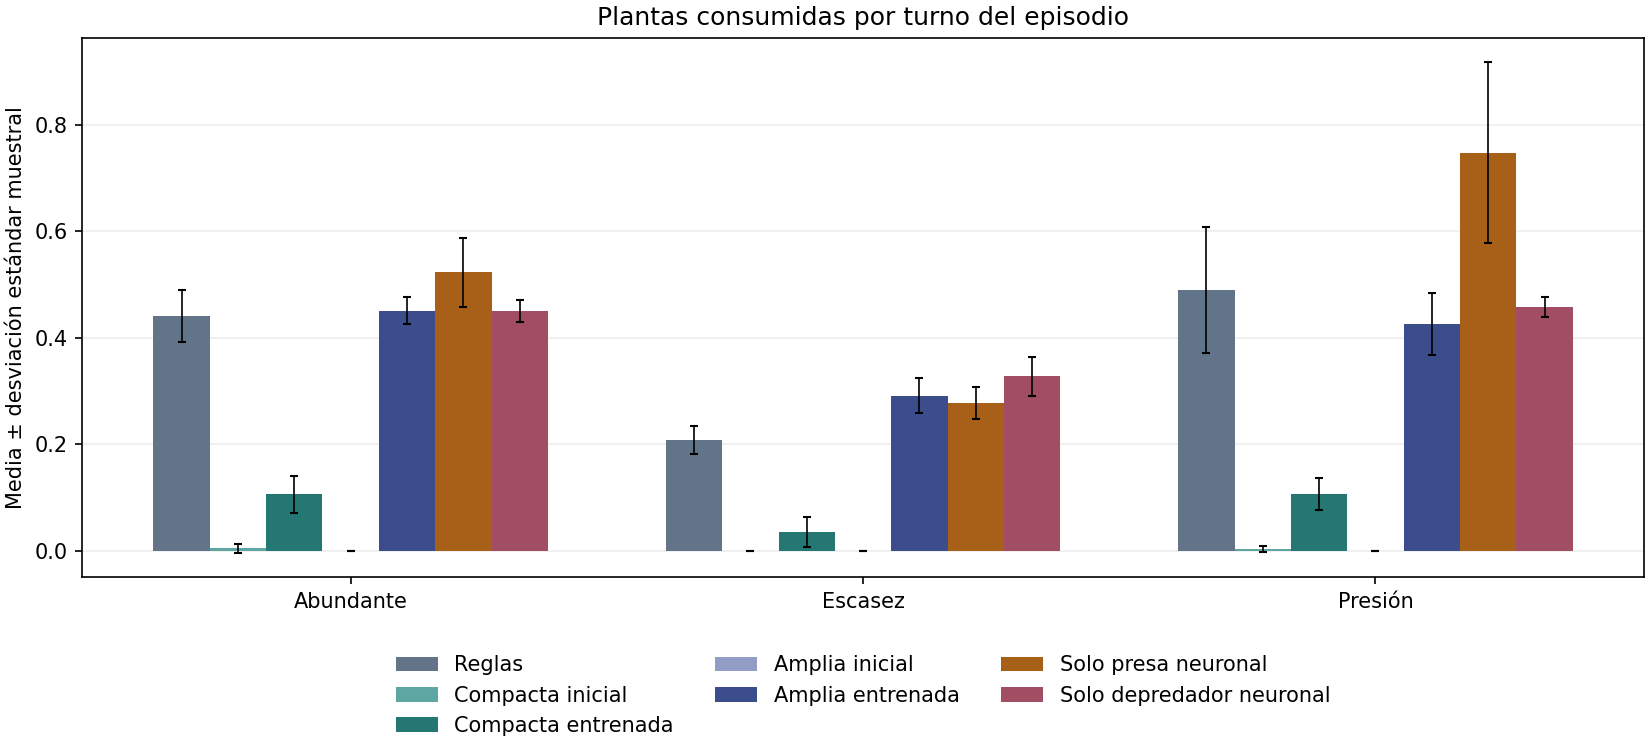 Plantas consumidas por turno del episodio
Media ± desviación estándar muestral
0.8
0.6
0.4
0.2
0.0
Abundante
Escasez
Presión
Reglas
Compacta inicial
Compacta entrenada
Amplia inicial
Amplia entrenada
Solo presa neuronal
Solo depredador neuronal